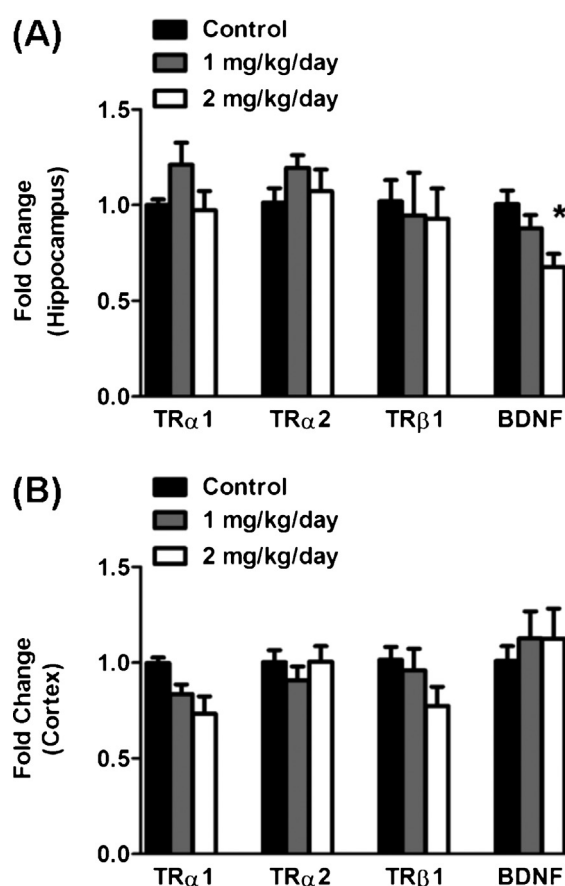 (A)
Control
1 mg/kg/day
2 mg/kg/day
Fold Change
(Hippocampus)
1.5
1.0
0.5
0.0
*
TRα1 TRα2 TRβ1 BDNF
(B)
Control
1 mg/kg/day
2 mg/kg/day
Fold Change
(Cortex)
1.5
1.0
0.5
0.0
TRα1 TRα2 TRβ1 BDNF